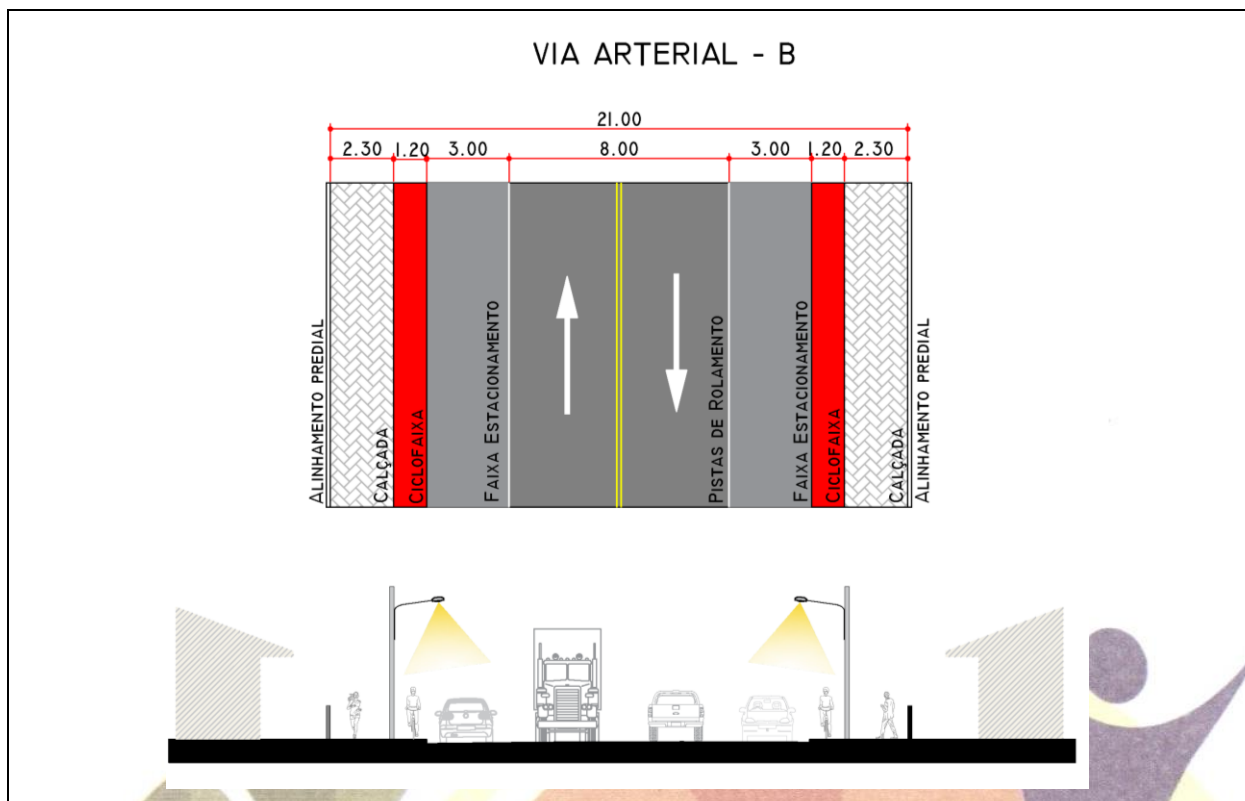 VIA ARTERIAL - B
21.00
2.30 1.20 3.00 8.00 3.00 1.20 2.30
ALINHAMENTO PREDIAL
CALÇADA
CICLOFAIXA
FAIXA ESTACIONAMENTO
PISTAS DE ROLAMENTO
FAIXA ESTACIONAMENTO
CICLOFAIXA
CALÇADA
ALINHAMENTO PREDIAL